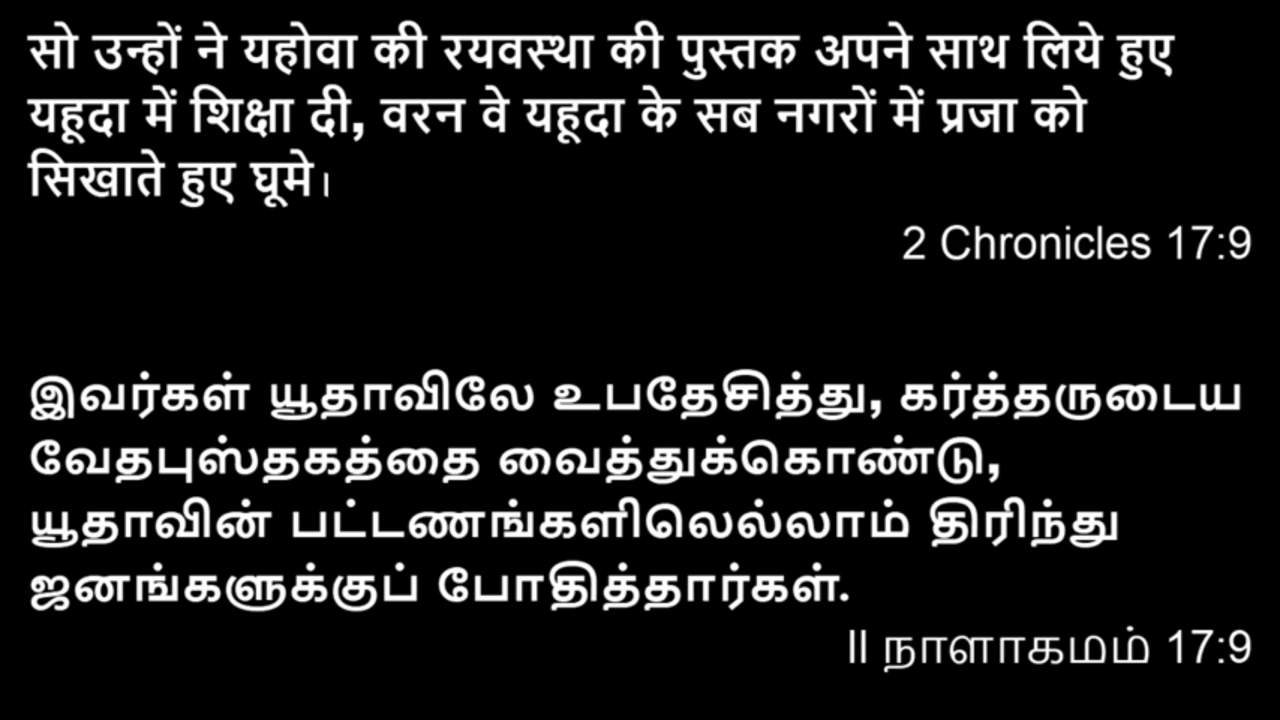 सो उन्हों ने यहोवा की रयवस्था की पुस्तक अपने साथ लिये हुए
यहूदा में शिक्षा दी, वरन वे यहूदा के सब नगरों में प्रजा को
सिखाते हुए घूमे।
2 Chronicles 17:9
இவர்கள் யூதாவிலே உபதேசித்து, கர்த்தருடைய
வேதபுஸ்தகத்தை வைத்துக்கொண்டு,
யூதாவின் பட்டணங்களிலெல்லாம் திரிந்து
ஜனங்களுக்குப் போதித்தார்கள்.
II நாளாகமம் 17:9